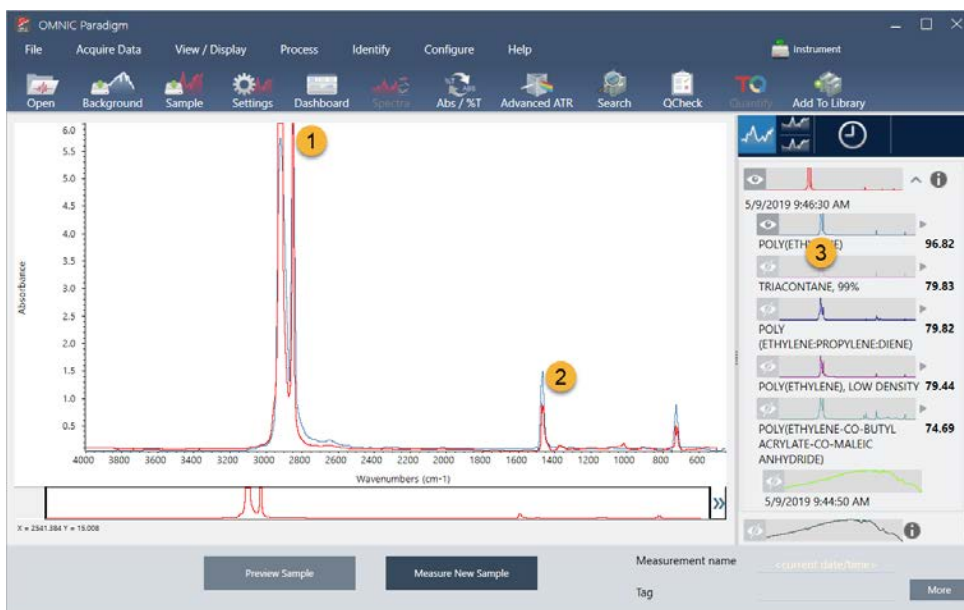 OMNIC Paradigm
File Acquire Data View / Display Process Identify Configure Help Instrument
Open Background Sample Settings Dashboard Spectra Abs / %T Advanced ATR Search QCheck Quantify Add To Library
6.0
5.5
5.0
4.5
4.0
3.5
3.0
2.5
2.0
1.5
1.0
0.5
Absorbance
4000 3800 3600 3400 3200 3000 2800 2600 2400 2200 2000 1800 1600 1400 1200 1000 800 600
Wavenumbers (cm-1)
1
2
X = 2541.384 Y = 15.008
5/9/2019 9:46:30 AM
3
96.82
TRIACONTANE, 99% 79.83
POLY 79.82
(ETHYLENE:PROPYLENE:DIENE)
POLY(ETHYLENE), LOW DENSITY 79.44
POLY(ETHYLENE-CO-BUTYL 74.69
ACRYLATE-CO-MALEIC
ANHYDRIDE)
5/9/2019 9:44:50 AM
Preview Sample Measure New Sample
Measurement name <current date/time>
Tag
More